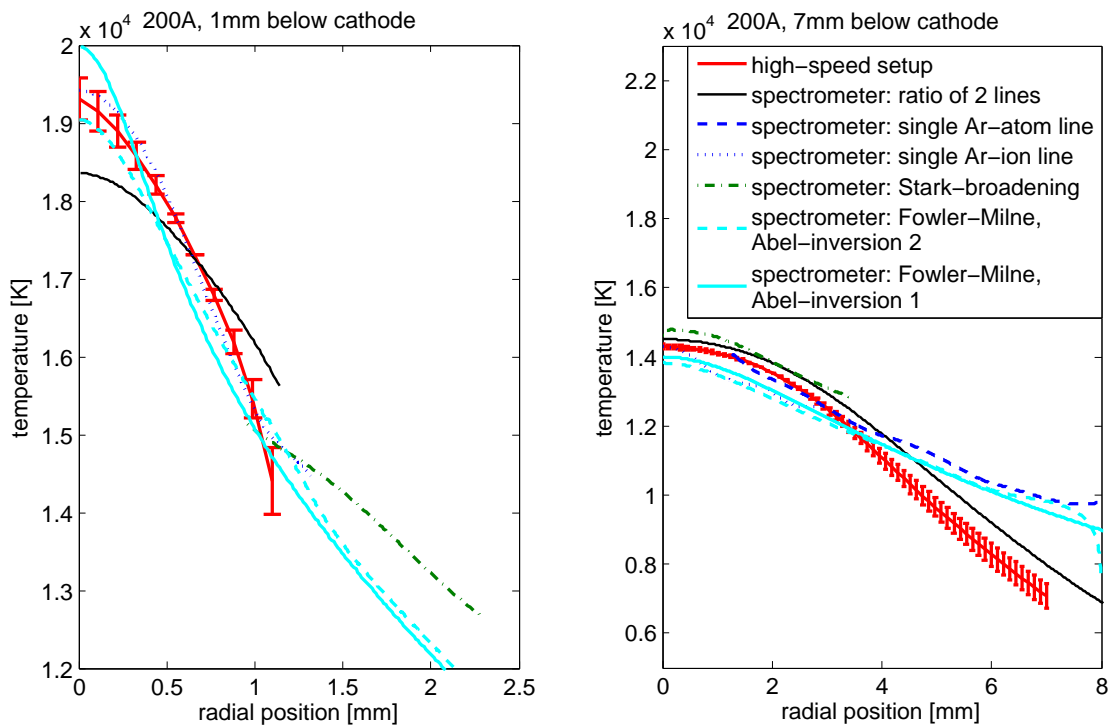 x 10⁴ 200A, 1mm below cathode
2
1.9
1.8
1.7
1.6
1.5
1.4
1.3
1.2
temperature [K]
0 0.5 1 1.5 2 2.5
radial position [mm]
x 10⁴ 200A, 7mm below cathode
2.2
2
1.8
1.6
1.4
1.2
1
0.8
0.6
temperature [K]
0 2 4 6 8
radial position [mm]
high-speed setup
spectrometer: ratio of 2 lines
spectrometer: single Ar-atom line
spectrometer: single Ar-ion line
spectrometer: Stark-broadening
spectrometer: Fowler-Milne,
Abel-inversion 2
spectrometer: Fowler-Milne,
Abel-inversion 1